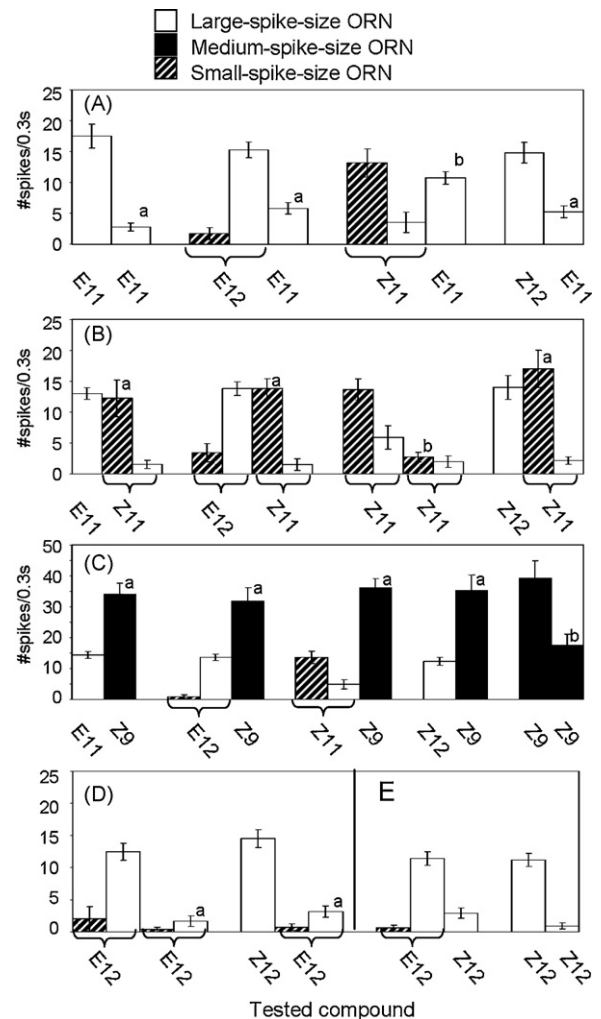 Large-spike-size ORN
Medium-spike-size ORN
Small-spike-size ORN
(A)
#spikes/0.3s
25
20
15
10
5
0
a
a
b
a
E11
E11
E12
E11
Z11
E11
Z12
E11
(B)
#spikes/0.3s
25
20
15
10
5
0
a
a
b
a
E11
Z11
E12
Z11
Z11
Z11
Z12
Z11
(C)
#spikes/0.3s
50
40
30
20
10
0
a
a
a
a
b
E11
Z9
E12
Z9
Z11
Z9
Z12
Z9
Z9
Z9
(D)
E
25
20
15
10
5
0
a
a
E12
E12
Z12
E12
E12
Z12
Z12
Z12
Tested compound